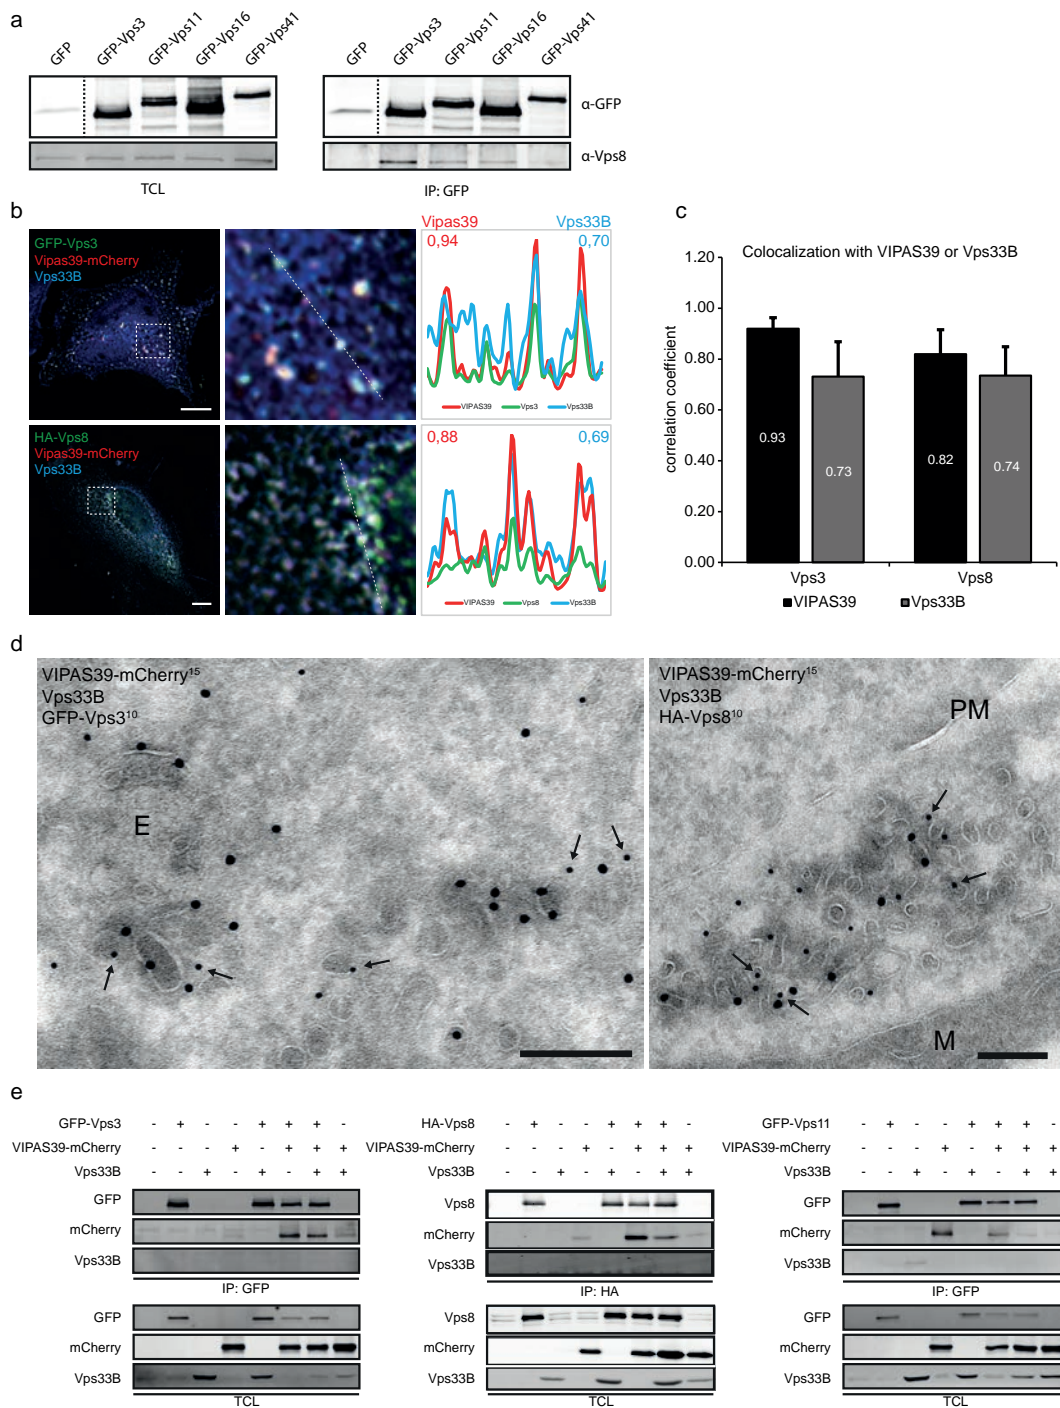 a
GFP
GFP-Vps3
GFP-Vps11
GFP-Vps16
GFP-Vps41
GFP
GFP-Vps3
GFP-Vps11
GFP-Vps16
GFP-Vps41
α-GFP
α-Vps8
TCL
IP: GFP
b
GFP-Vps3
Vipas39-mCherry
Vps33B
Vipas39
Vps33B
0,94
0,70
VIPAS39
Vps3
Vps33B
HA-Vps8
Vipas39-mCherry
Vps33B
0,88
0,69
VIPAS39
Vps8
Vps33B
c
Colocalization with VIPAS39 or Vps33B
correlation coefficient
1.20
1.00
0.80
0.60
0.40
0.20
0.00
0.93
0.73
0.82
0.74
Vps3
Vps8
VIPAS39
Vps33B
d
VIPAS39-mCherry¹⁵
Vps33B
GFP-Vps3¹⁰
E
VIPAS39-mCherry¹⁵
Vps33B
HA-Vps8¹⁰
PM
M
e
GFP-Vps3 - + - - + + + -
VIPAS39-mCherry - - - + - + + +
Vps33B - - + - + - + +
GFP
mCherry
Vps33B
IP: GFP
GFP
mCherry
Vps33B
TCL
HA-Vps8 - + - - + + + -
VIPAS39-mCherry - - - + - + + +
Vps33B - - + - + - + +
Vps8
mCherry
Vps33B
IP: HA
Vps8
mCherry
Vps33B
TCL
GFP-Vps11 - + - - + + + -
VIPAS39-mCherry - - - + - + + +
Vps33B - - + - + - + +
GFP
mCherry
Vps33B
IP: GFP
GFP
mCherry
Vps33B
TCL